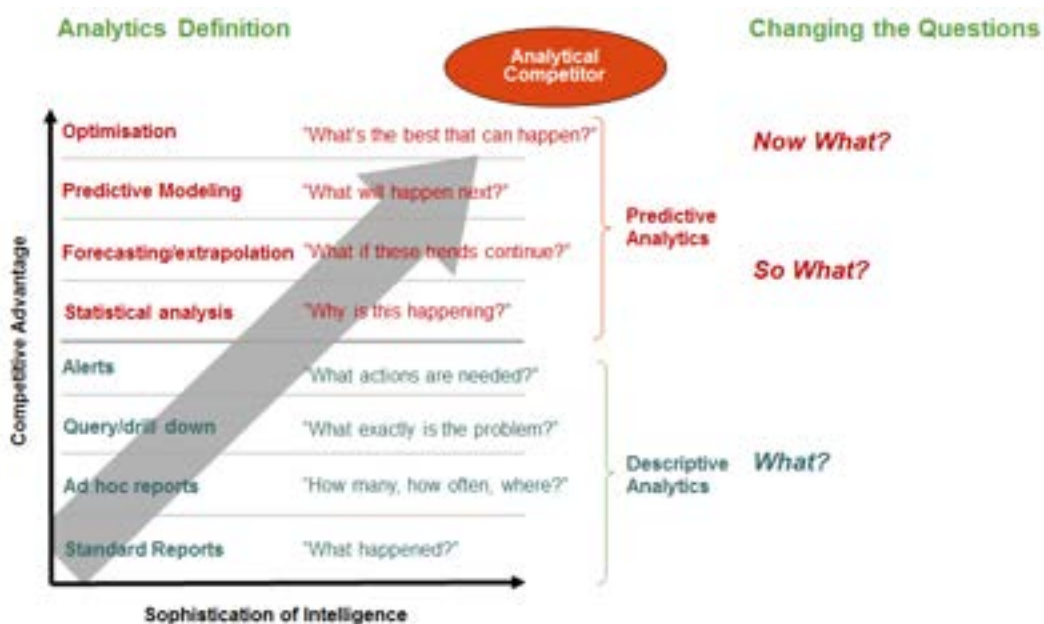 Analytics Definition
Changing the Questions
Analytical
Competitor
Optimisation "What's the best that can happen?"
Predictive Modeling "What will happen next?"
Forecasting/extrapolation "What if these trends continue?"
Statistical analysis "Why is this happening?"
Alerts "What actions are needed?"
Query/drill down "What exactly is the problem?"
Ad hoc reports "How many, how often, where?"
Standard Reports "What happened?"
Predictive
Analytics
Descriptive
Analytics
Now What?
So What?
What?
Competitive Advantage
Sophistication of Intelligence